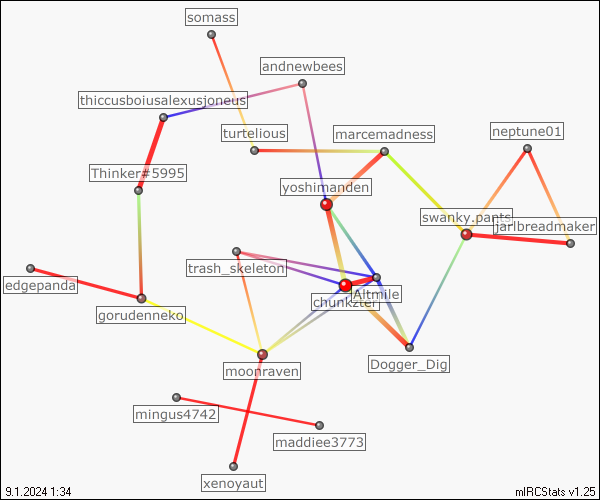 somass
andnewbees
thiccusboiusalexusjoneus
turtelious
marcemadness
neptune01
Thinker#5995
yoshimanden
swanky.pants
jarlbreadmaker
trash_skeleton
edgepanda
Altmile
chunkzter
gorudenneko
moonraven
Dogger_Dig
mingus4742
maddiee3773
xenoyaut
9.1.2024 1:34
mIRCStats v1.25